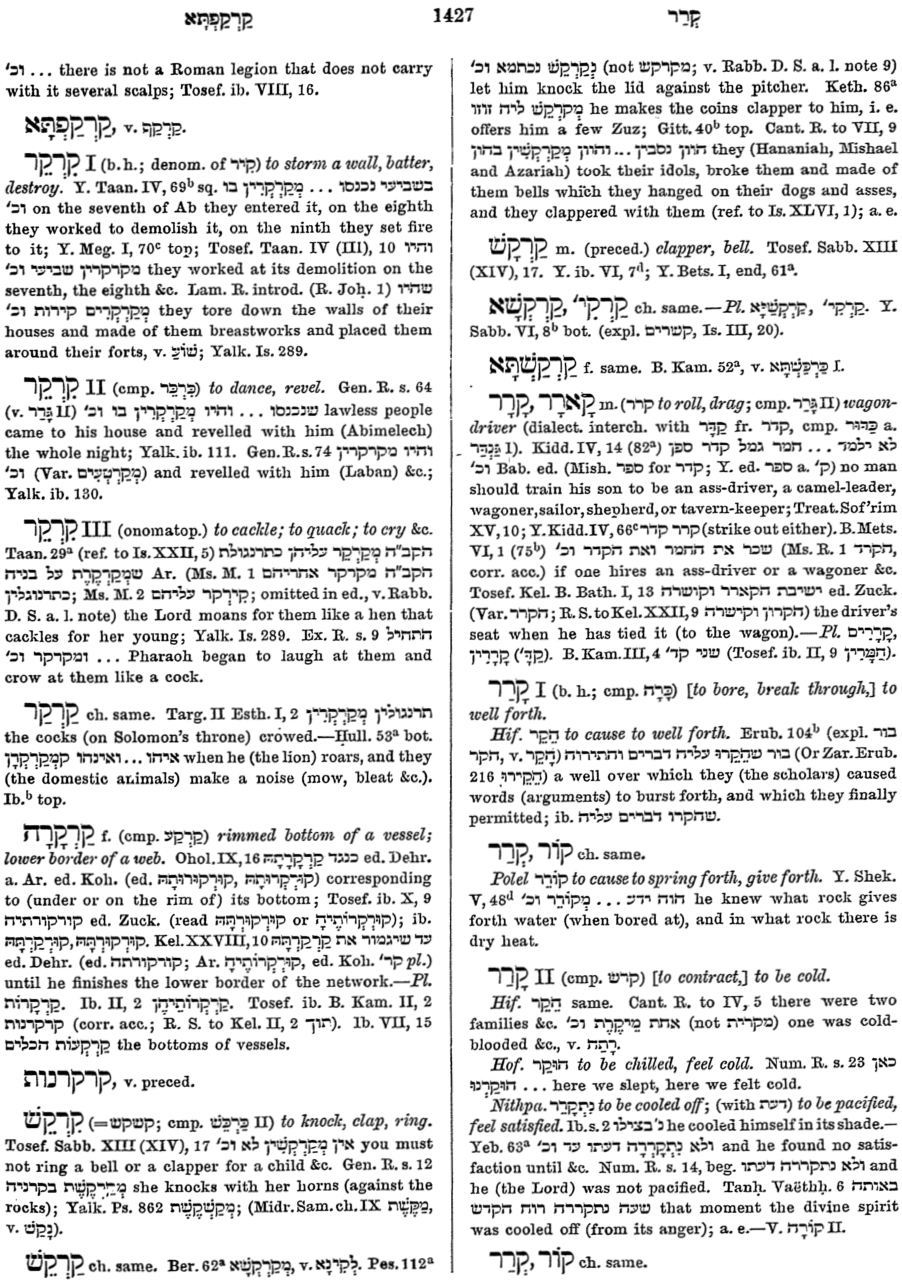 קַרְקַפְתָּא 1427 קְרַר
וכ׳ ... there is not a Roman legion that does not carry
with it several scalps; Tosef. ib. VIII, 16.
קַרְקַפְתָּא, v. קַרְקַף.
קִרְקֵר I (b.h.; denom. of קִיר) to storm a wall, batter,
destroy. Y. Taan. IV, 69ᵇ sq. בשביעי נכנסו ... מְקַרְקְרִין בו
וכ׳ on the seventh of Ab they entered it, on the eighth
they worked to demolish it, on the ninth they set fire
to it; Y. Meg. I, 70ᶜ top; Tosef. Taan. IV (III), 10 והיו
מקרקרין שביעי וכ׳ they worked at its demolition on the
seventh, the eighth &c. Lam. R. introd. (R. Joḥ. 1) שהיו
מְקַרְקְרִים קירות וכ׳ they tore down the walls of their
houses and made of them breastworks and placed them
around their forts, v. שׁוֹעַ; Yalk. Is. 289.
קִרְקֵר II (cmp. כִּרְכֵּר) to dance, revel. Gen. R. s. 64
(v. גָּרַר II) שנכנסו ... והיו מְקַרְקְרִין בו וכ׳ lawless people
came to his house and revelled with him (Abimelech)
the whole night; Yalk. ib. 111. Gen. R. s. 74 והיו מקרקרין
וכ׳ (Var. מְקַרְטְעִים) and revelled with him (Laban) &c.;
Yalk. ib. 130.
קִרְקֵר III (onomatop.) to cackle; to quack; to cry &c.
Taan. 29ᵃ (ref. to Is. XXII, 5) הקב״ה מְקַרְקֵר עליהן כתרנגולת
שמְקַרְקֶרֶת על בניה Ar. (Ms. M. 1 הקב״ה מקרקר אחריהם
כתרנוגלין; Ms. M. 2 קִירְקֵר עליהם; omitted in ed., v. Rabb.
D. S. a. l. note) the Lord moans for them like a hen that
cackles for her young; Yalk. Is. 289. Ex. R. s. 9 התחיל
ומקרקר וכ׳ ... Pharaoh began to laugh at them and
crow at them like a cock.
קַרְקֵר ch. same. Targ. II Esth. I, 2 תרנגולין מְקַרְקְרִין
the cocks (on Solomon's throne) crowed.—Ḥull. 53ᵃ bot.
איהו...ואינהו קמְקַרְקְרָן when he (the lion) roars, and they
(the domestic animals) make a noise (mow, bleat &c.).
Ib.ᵇ top.
קַרְקָרָה f. (cmp. קַרְקַע) rimmed bottom of a vessel;
lower border of a web. Ohol. IX, 16 כנגד קַרְקָרָתָהּ ed. Dehr.
a. Ar. ed. Koh. (ed. קוּרְקוּרוּתָהּ, קוּרְקְרוּתָהּ) corresponding
to (under or on the rim of) its bottom; Tosef. ib. X, 9
קורקורתיה ed. Zuck. (read קוּרְקוּרְתָהּ or קוּרְקְרוֹתֶיהָ); ib.
קוּרְקוּרְתָהּ, קוּרְקַרְתָּהּ. Kel. XXVIII, 10 עד שיגמור את קַרְקָרָתָהּ
ed. Dehr. (ed. קורקורתה; Ar. קוּרְקְרוֹתֶיהָ, ed. Koh. קר׳ pl.)
until he finishes the lower border of the network.—Pl.
קַרְקָרוֹת. Ib. II, 2 קַרְקְרוֹתֵיהֶן. Tosef. ib. B. Kam. II, 2
קרקרנות (corr. acc.; R. S. to Kel. II, 2 תוך). Ib. VII, 15
קַרְקָעוֹת הכלים the bottoms of vessels.
קרקרנות, v. preced.
קִרְקֵשׁ (=קשקש; cmp. כִּרְכֵּשׁ II) to knock, clap, ring.
Tosef. Sabb. XIII (XIV), 17 אין מְקַרְקְשִׁין לא וכ׳ you must
not ring a bell or a clapper for a child &c. Gen. R. s. 12
מְקַרְקֶשֶׁת בקרניה she knocks with her horns (against the
rocks); Yalk. Ps. 862 מְקַשְׁקֶשֶׁת; (Midr. Sam. ch. IX מַקֶּשֶׁת,
v. נָקַשׁ).
קַרְקֵשׁ ch. same. Ber. 62ᵃ מְקַרְקְשָׁא, v. לְקִינָא. Pes. 112ᵃ
נְקַרְקֵשׁ נכתמא וכ׳ (not מקרקש; v. Rabb. D. S. a. l. note 9)
let him knock the lid against the pitcher. Keth. 86ᵃ
מְקַרְקֵשׁ ליה זוזו he makes the coins clapper to him, i. e.
offers him a few Zuz; Gitt. 40ᵇ top. Cant. R. to VII, 9
הוון נסבין ... והוון מְקַרְקְשִׁין בהון they (Hananiah, Mishael
and Azariah) took their idols, broke them and made of
them bells which they hanged on their dogs and asses,
and they clappered with them (ref. to Is. XLVI, 1); a. e.
קַרְקָשׁ m. (preced.) clapper, bell. Tosef. Sabb. XIII
(XIV), 17. Y. ib. VI, 7ᵈ; Y. Bets. I, end, 61ᵃ.
קַרְקְשָׁא, קַרְקִי׳ ch. same.—Pl. קַרְקְשַׁיָּא, קַרְקִי׳. Y.
Sabb. VI, 8ᵇ bot. (expl. קשרים, Is. III, 20).
קַרְקַשְׁתָּא f. same. B. Kam. 52ᵃ, v. כַּרְכַּשְׁתָּא I.
קָרָר, קָארָר m. (קרר to roll, drag; cmp. גָּרַר II) wagon-
driver (dialect. interch. with קַדָּר fr. קדר, cmp. כַּדּוּר a.
גַּנְדַּר 1). Kidd. IV, 14 (82ᵃ) לא ילמד ... חמר גמל קדר ספן
וכ׳ Bab. ed. (Mish. ספר for קדר; Y. ed. ספר a. ק׳) no man
should train his son to be an ass-driver, a camel-leader,
wagoner, sailor, shepherd, or tavern-keeper; Treat. Sof'rim
XV, 10; Y. Kidd. IV, 66ᶜ קרר קדר (strike out either). B. Mets.
VI, 1 (75ᵇ) שכר את החמר ואת הקדר וכ׳ (Ms. R. 1 הקרד,
corr. acc.) if one hires an ass-driver or a wagoner &c.
Tosef. Kel. B. Bath. I, 13 ישיבת הקארר וקושרה ed. Zuck.
(Var. הקרר; R. S. to Kel. XXII, 9 הקרון וקישרה) the driver's
seat when he has tied it (to the wagon).—Pl. קָרָרִים,
קָרָרִין (קַדָּ׳). B. Kam. III, 4 שני קד׳ (Tosef. ib. II, 9 הַחַמָּרִין).
קָרַר I (b. h.; cmp. כָּרָה) [to bore, break through,] to
well forth.
Hif. הֵקֵר to cause to well forth. Erub. 104ᵇ (expl. בור
הקר, v. הָקֵר) בור שהֵקֵרוּ עליה דברים והתירוה (Or Zar. Erub.
216 הֵקֵירוּ) a well over which they (the scholars) caused
words (arguments) to burst forth, and which they finally
permitted; ib. שהקרו דברים עליה.
קוֹר, קְרַר ch. same.
Polel קוֹרֵר to cause to spring forth, give forth. Y. Shek.
V, 48ᵈ הוה ידע ... מְקוֹרֵר וכ׳ he knew what rock gives
forth water (when bored at), and in what rock there is
dry heat.
קָרַר II (cmp. קרש) [to contract,] to be cold.
Hif. הֵקֵר same. Cant. R. to IV, 5 there were two
families &c. אחת מֵיקֶרֶת וכ׳ (not מקרית) one was cold-
blooded &c., v. רָתַח.
Hof. הוּקַר to be chilled, feel cold. Num. R. s. 23 כאן
הוּקַרְנוּ ... here we slept, here we felt cold.
Nithpa. נִתְקָרֵר to be cooled off; (with דעת) to be pacified,
feel satisfied. Ib. s. 2 נ׳ בצילו he cooled himself in its shade.—
Yeb. 63ᵃ ולא נִתְקָרְרָה דעתו עד וכ׳ and he found no satis-
faction until &c. Num. R. s. 14, beg. ולא נתקררה דעתו and
he (the Lord) was not pacified. Tanḥ. Vaëthḥ. 6 באותה
שעה נתקררה רוח הקדש that moment the divine spirit
was cooled off (from its anger); a. e.—V. קוֹרָה II.
קוֹר, קְרַר ch. same.